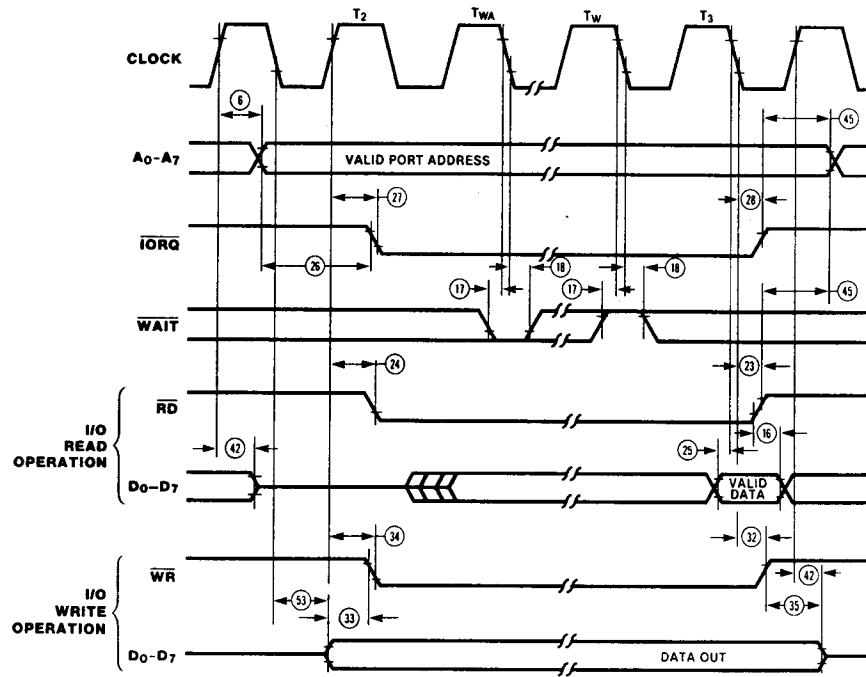 T2 TWA TW T3
CLOCK
6 45
A0-A7 VALID PORT ADDRESS
27 28
IORQ
26 18 18
17 17 45
WAIT
24 23
RD
I/O
READ
OPERATION
42 16
25
D0-D7 VALID
DATA
34 32
WR
42
I/O
WRITE
OPERATION
53 33 35
D0-D7 DATA OUT